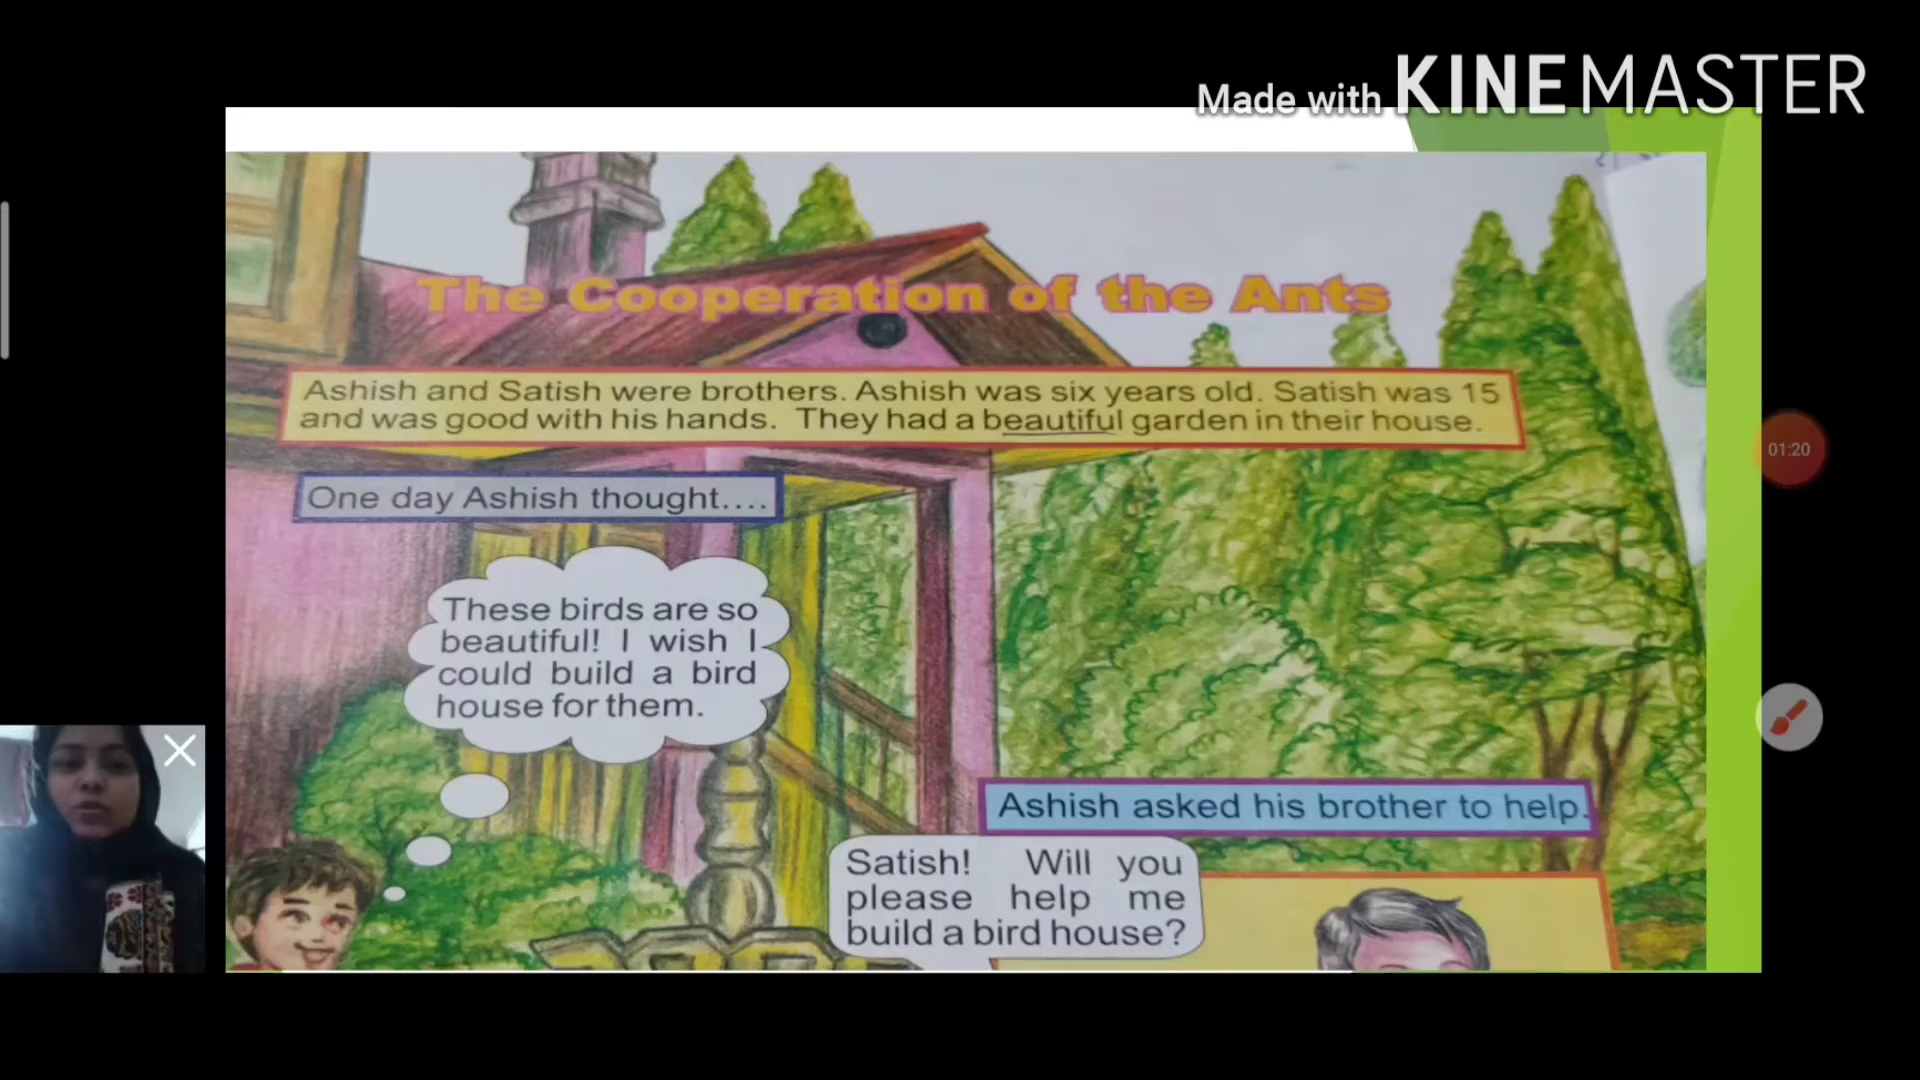 Made with KINEMASTER
The Cooperation of the Ants
Ashish and Satish were brothers. Ashish was six years old. Satish was 15
and was good with his hands. They had a beautiful garden in their house.
One day Ashish thought....
These birds are so
beautiful! I wish I
could build a bird
house for them.
01:20
Ashish asked his brother to help.
Satish! Will you
please help me
build a bird house?